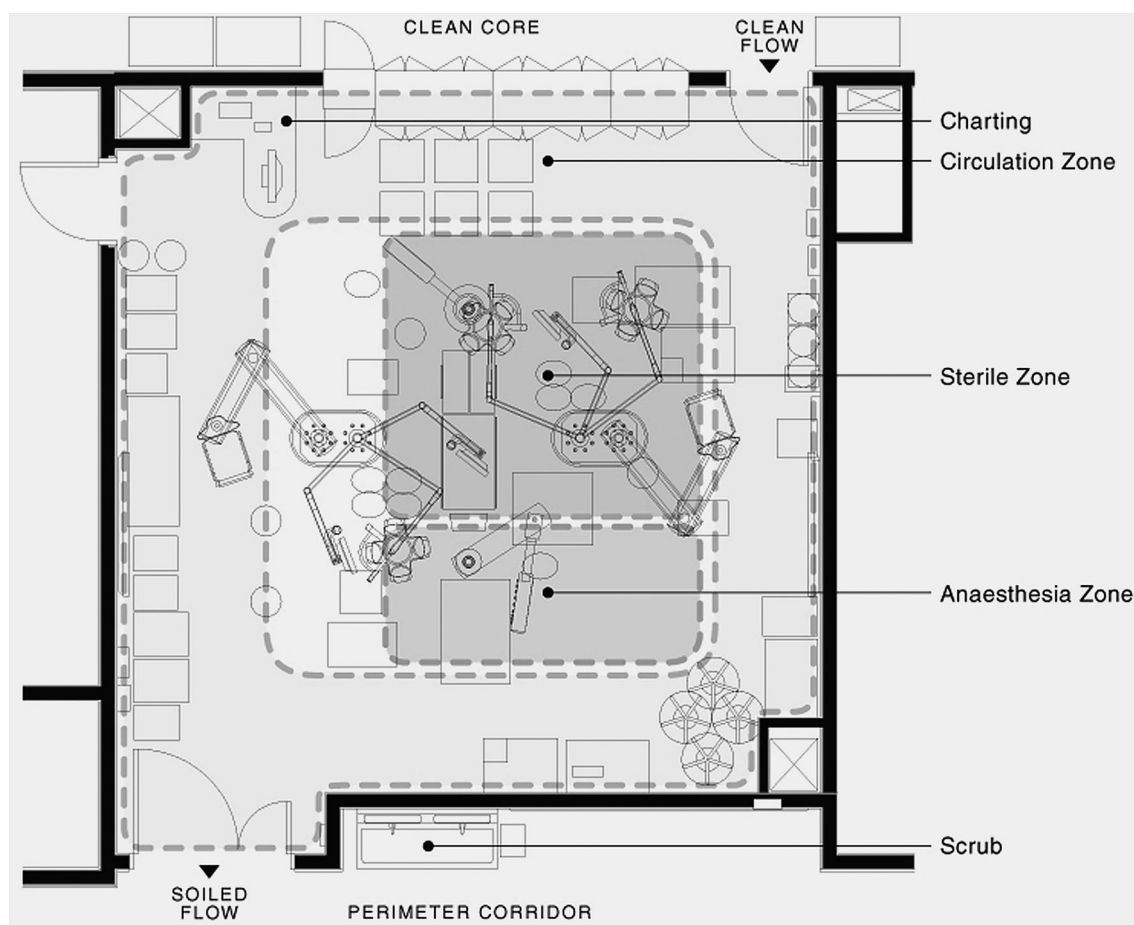 CLEAN CORE
CLEAN
FLOW
Charting
Circulation Zone
Sterile Zone
Anaesthesia Zone
Scrub
SOILED
FLOW
PERIMETER CORRIDOR